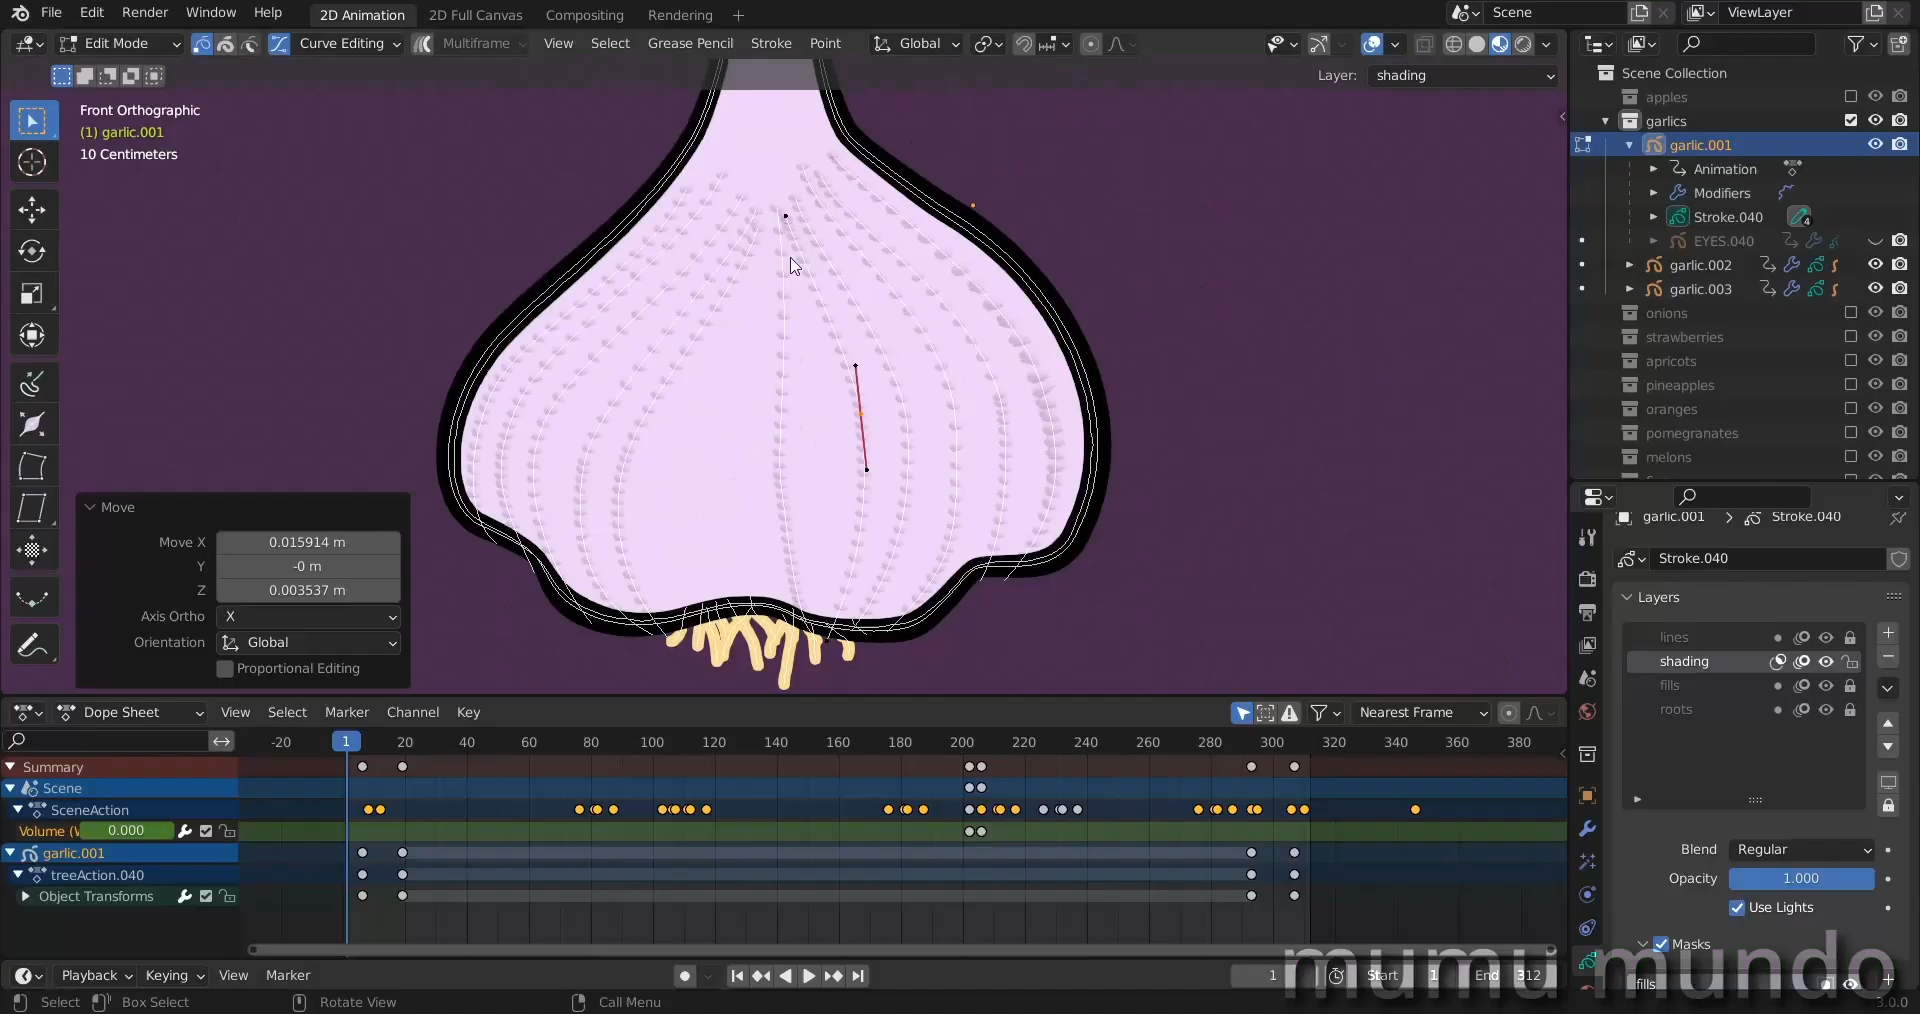 File Edit Render Window Help 2D Animation 2D Full Canvas Compositing Rendering + Scene ViewLayer
Edit Mode Curve Editing Multiframe View Select Grease Pencil Stroke Point Global
Layer: shading
Front Orthographic
(1) garlic.001
10 Centimeters
Scene Collection
apples
garlics
garlic.001
Animation
Modifiers
Stroke.040 4
EYES.040
garlic.002
garlic.003
onions
strawberries
apricots
pineapples
oranges
pomegranates
melons
Move
Move X 0.015914 m
Y -0 m
Z 0.003537 m
Axis Ortho X
Orientation Global
Proportional Editing
garlic.001 > Stroke.040
Stroke.040
Layers
lines
shading
fills
roots
Blend Regular
Opacity 1.000
Use Lights
Masks
fills
Dope Sheet View Select Marker Channel Key Nearest Frame
-20 1 20 40 60 80 100 120 140 160 180 200 220 240 260 280 300 320 340 360 380
Summary
Scene
SceneAction
Volume (V 0.000
garlic.001
treeAction.040
Object Transforms
Playback Keying View Marker 1 Start 1 End 312
mumu mundo
Select Box Select Rotate View Call Menu 3.0.0